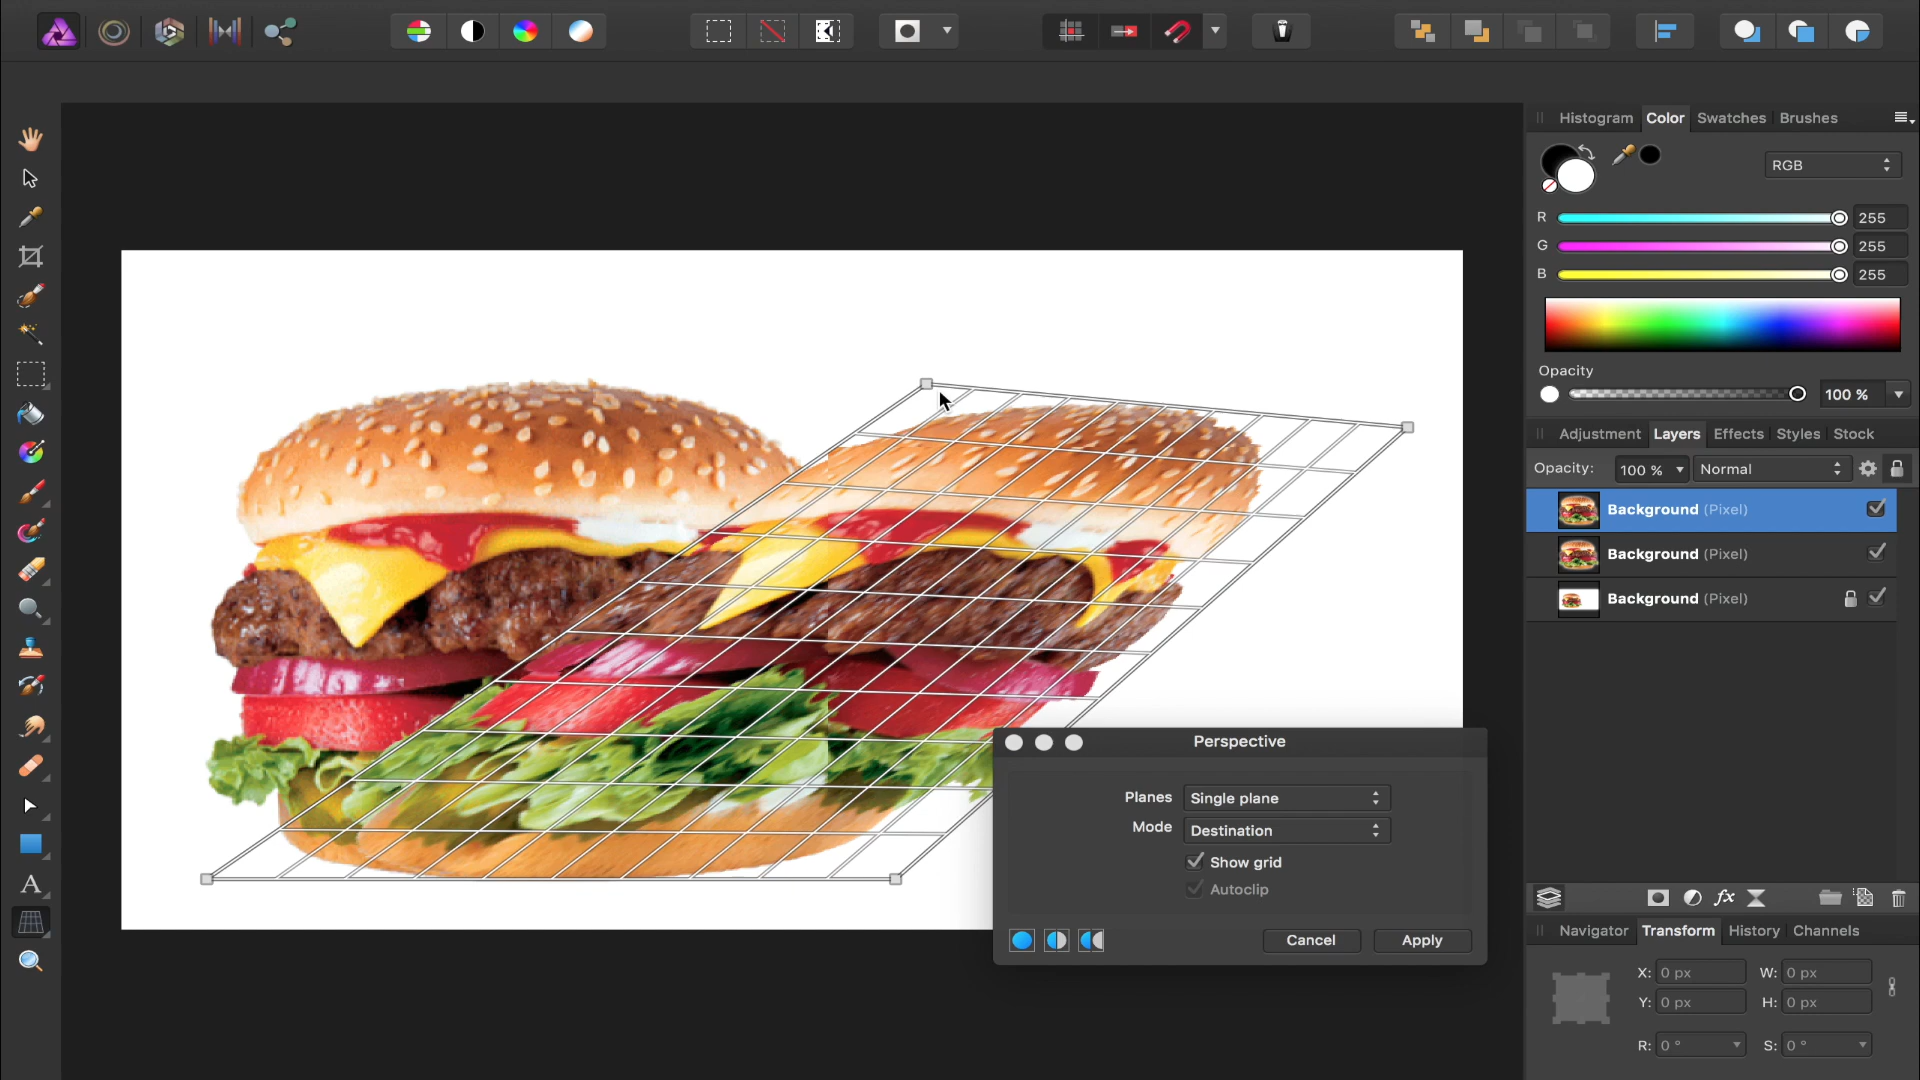 Histogram Color Swatches Brushes
RGB
R 255
G 255
B 255
Opacity
100 %
Adjustment Layers Effects Styles Stock
Opacity: 100 % Normal
Background (Pixel)
Background (Pixel)
Background (Pixel)
Perspective
Planes Single plane
Mode Destination
Show grid
Autoclip
Cancel Apply
A
fx
Navigator Transform History Channels
X: 0 px W: 0 px
Y: 0 px H: 0 px
R: 0 ° S: 0 °